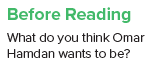 Before Reading
What do you think Omar
Hamdan wants to be?